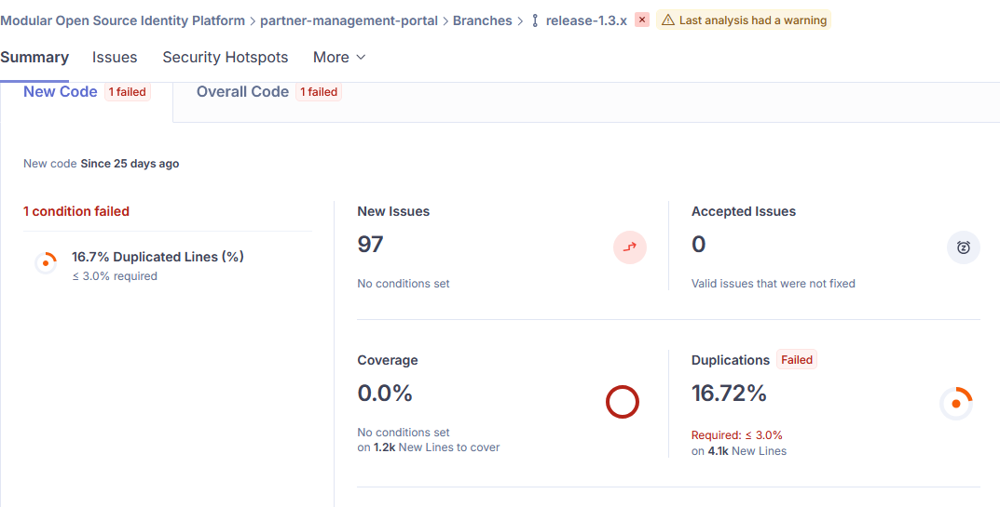 Modular Open Source Identity Platform > partner-management-portal > Branches > release-1.3.x Last analysis had a warning
Summary Issues Security Hotspots More
New Code 1 failed Overall Code 1 failed
New code Since 25 days ago
1 condition failed
16.7% Duplicated Lines (%)
≤ 3.0% required
New Issues
97
No conditions set
Accepted Issues
0
Valid issues that were not fixed
Coverage
0.0%
No conditions set
on 1.2k New Lines to cover
Duplications Failed
16.72%
Required: ≤ 3.0%
on 4.1k New Lines